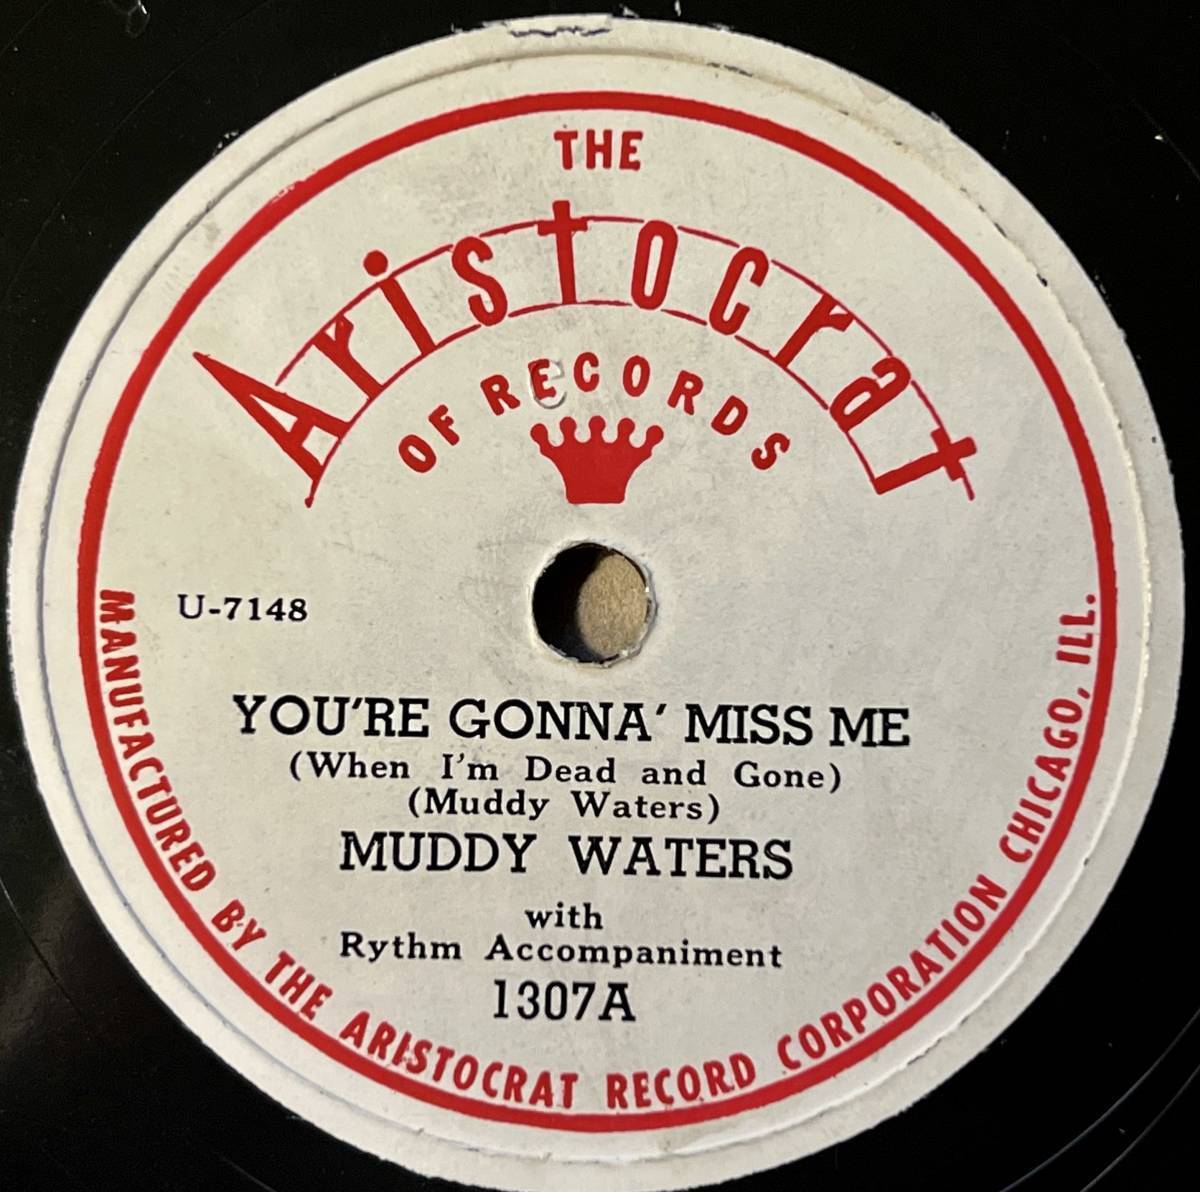 THE
Aristocrat
OF RECORDS
U-7148
YOU'RE GONNA' MISS ME
(When I'm Dead and Gone)
(Muddy Waters)
MUDDY WATERS
with
Rythm Accompaniment
1307A
MANUFACTURED BY THE ARISTOCRAT RECORD CORPORATION CHICAGO, ILL.